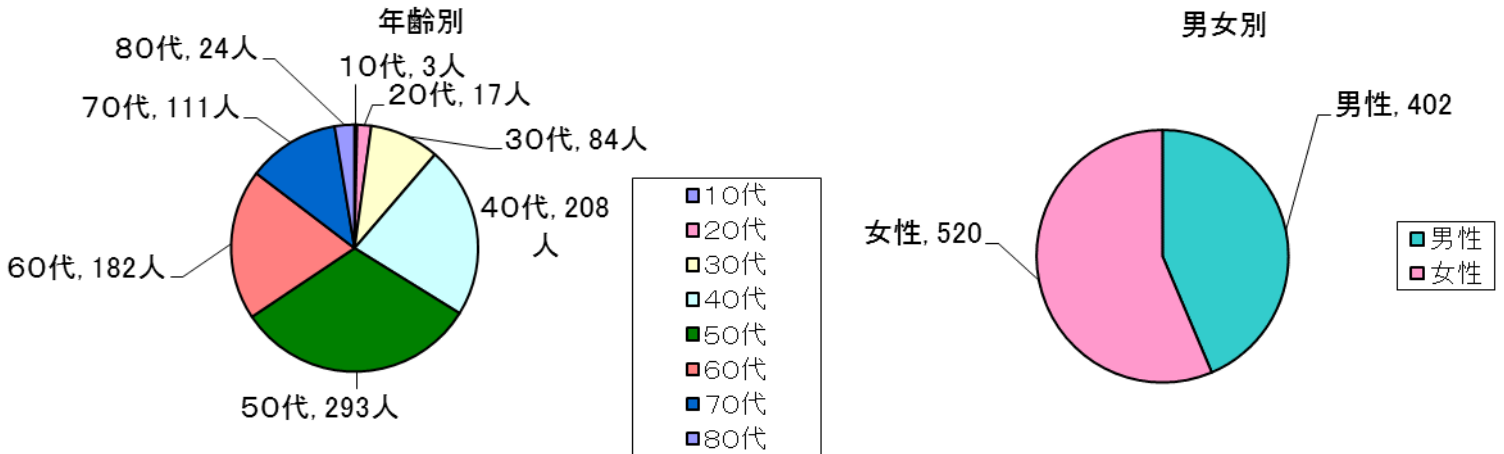 年齢別
80代, 24人
10代, 3人
20代, 17人
70代, 111人
30代, 84人
40代, 208
人
60代, 182人
50代, 293人
10代
20代
30代
40代
50代
60代
70代
80代
男女別
男性, 402
女性, 520
男性
女性